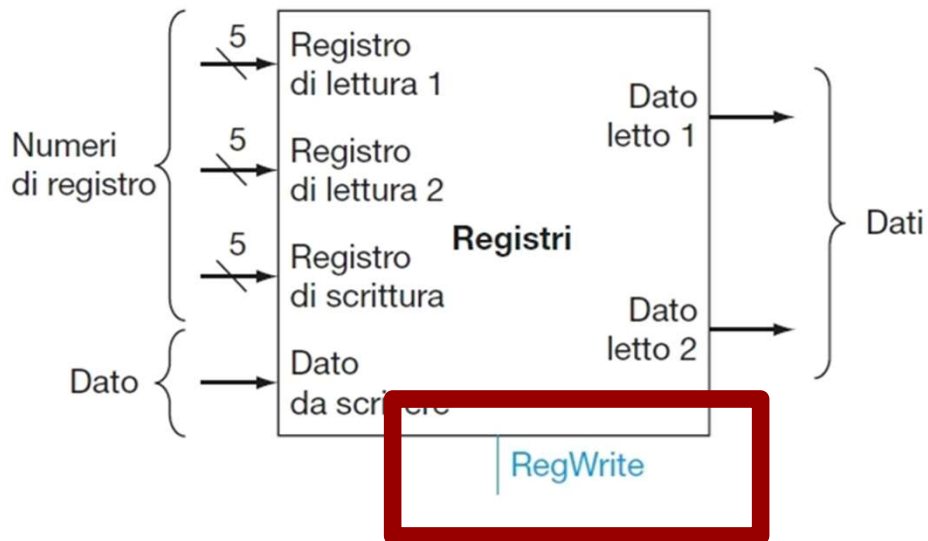 Numeri
di registro
5
Registro
di lettura 1
5
Registro
di lettura 2
5
Registro
di scrittura
Dato
Dato
da scrivere
Registri
Dato
letto 1
Dato
letto 2
Dati
RegWrite